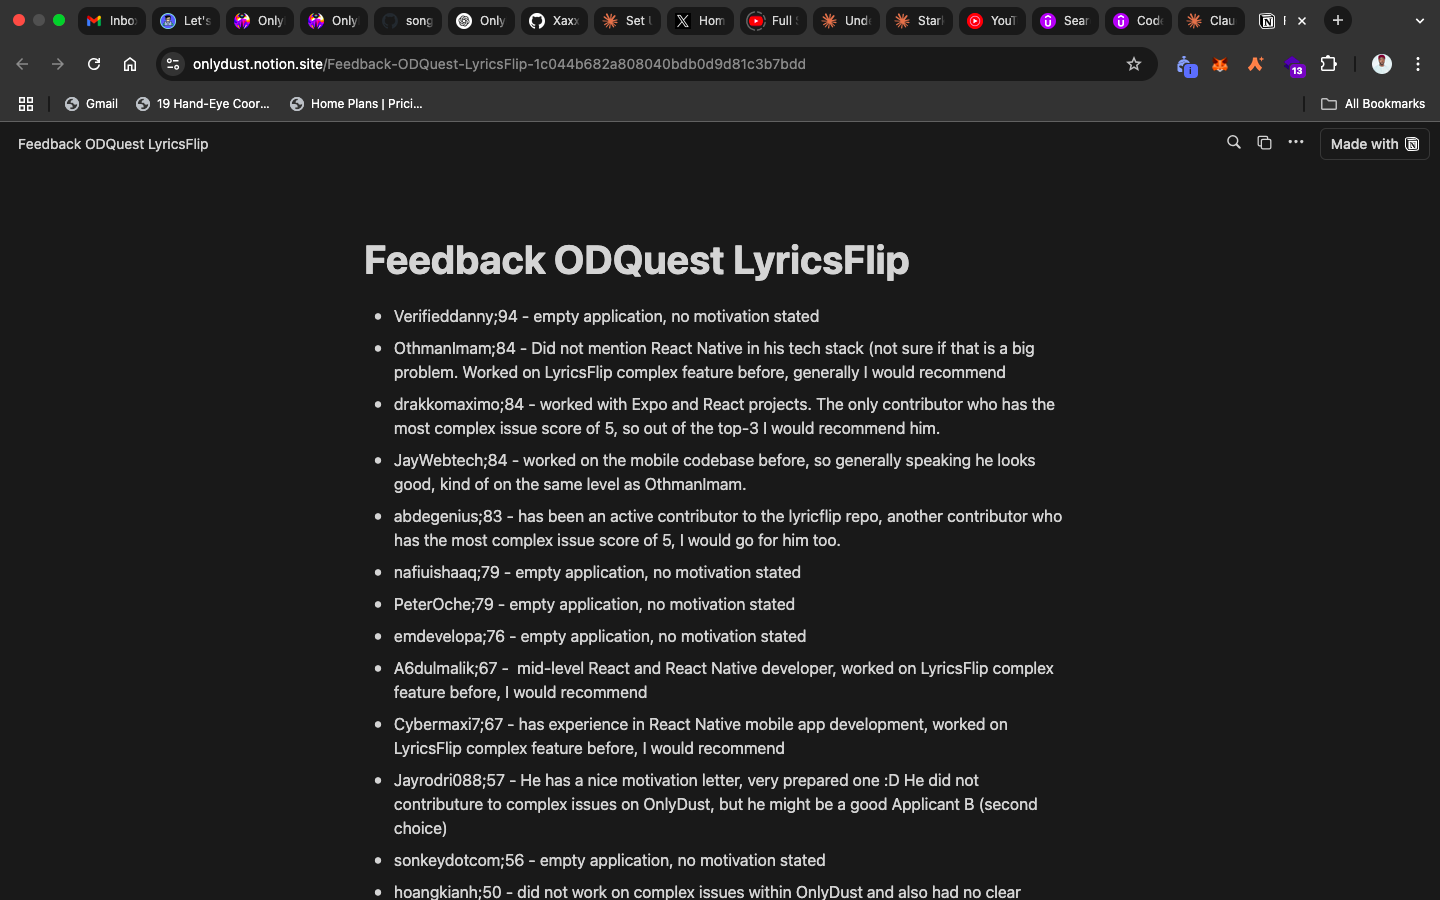 Inbo
Let's
Only
Only
song
Only
Xaxx
Set U
Hom
Full S
Unde
Stark
YouT
Sear
Code
Clau
F
onlydust.notion.site/Feedback-ODQuest-LyricsFlip-1c044b682a808040bdb0d9d81c3b7bdd
13
Gmail
19 Hand-Eye Coor...
Home Plans | Prici...
All Bookmarks
Feedback ODQuest LyricsFlip
Made with
Feedback ODQuest LyricsFlip
• Verifieddanny;94 - empty application, no motivation stated
• OthmanImam;84 - Did not mention React Native in his tech stack (not sure if that is a big
problem. Worked on LyricsFlip complex feature before, generally I would recommend
• drakkomaximo;84 - worked with Expo and React projects. The only contributor who has the
most complex issue score of 5, so out of the top-3 I would recommend him.
• JayWebtech;84 - worked on the mobile codebase before, so generally speaking he looks
good, kind of on the same level as OthmanImam.
• abdegenius;83 - has been an active contributor to the lyricflip repo, another contributor who
has the most complex issue score of 5, I would go for him too.
• nafiuishaaq;79 - empty application, no motivation stated
• PeterOche;79 - empty application, no motivation stated
• emdevelopa;76 - empty application, no motivation stated
• A6dulmalik;67 - mid-level React and React Native developer, worked on LyricsFlip complex
feature before, I would recommend
• Cybermaxi7;67 - has experience in React Native mobile app development, worked on
LyricsFlip complex feature before, I would recommend
• Jayrodri088;57 - He has a nice motivation letter, very prepared one :D He did not
contributure to complex issues on OnlyDust, but he might be a good Applicant B (second
choice)
• sonkeydotcom;56 - empty application, no motivation stated
• hoangkianh;50 - did not work on complex issues within OnlyDust and also had no clear